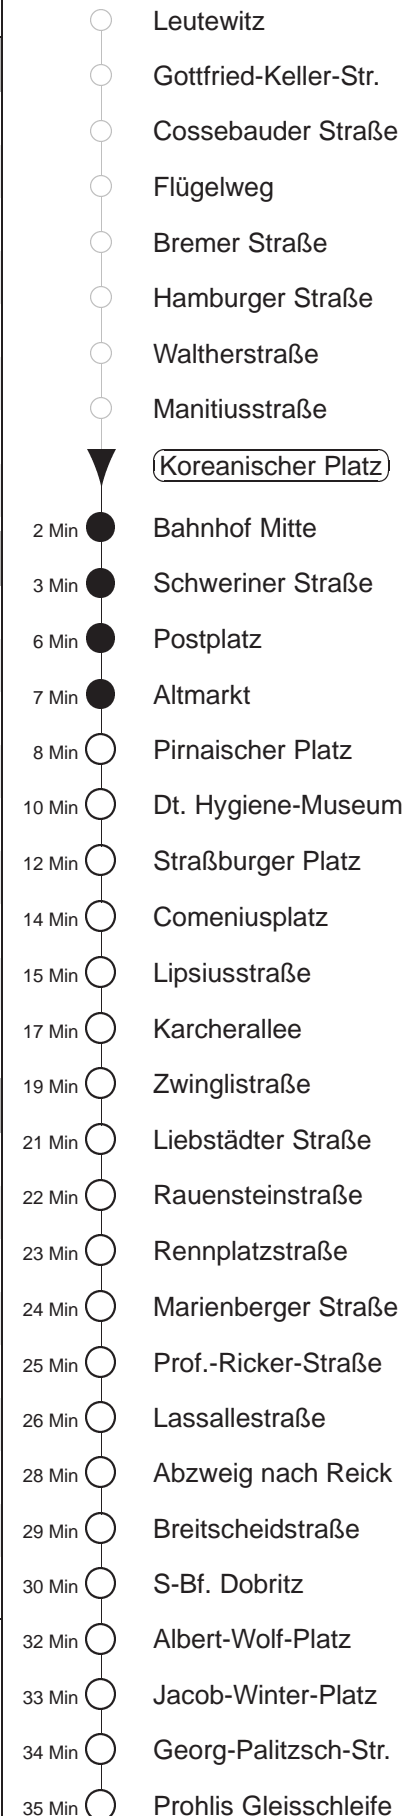 Leutewitz
Gottfried-Keller-Str.
Cossebauder Straße
Flügelweg
Bremer Straße
Hamburger Straße
Waltherstraße
Manitiusstraße
Koreanischer Platz
2 Min Bahnhof Mitte
3 Min Schweriner Straße
6 Min Postplatz
7 Min Altmarkt
8 Min Pirnaischer Platz
10 Min Dt. Hygiene-Museum
12 Min Straßburger Platz
14 Min Comeniusplatz
15 Min Lipsiusstraße
17 Min Karcherallee
19 Min Zwinglistraße
21 Min Liebstädter Straße
22 Min Rauensteinstraße
23 Min Rennplatzstraße
24 Min Marienberger Straße
25 Min Prof.-Ricker-Straße
26 Min Lassallestraße
28 Min Abzweig nach Reick
29 Min Breitscheidstraße
30 Min S-Bf. Dobritz
32 Min Albert-Wolf-Platz
33 Min Jacob-Winter-Platz
34 Min Georg-Palitzsch-Str.
35 Min Prohlis Gleisschleife